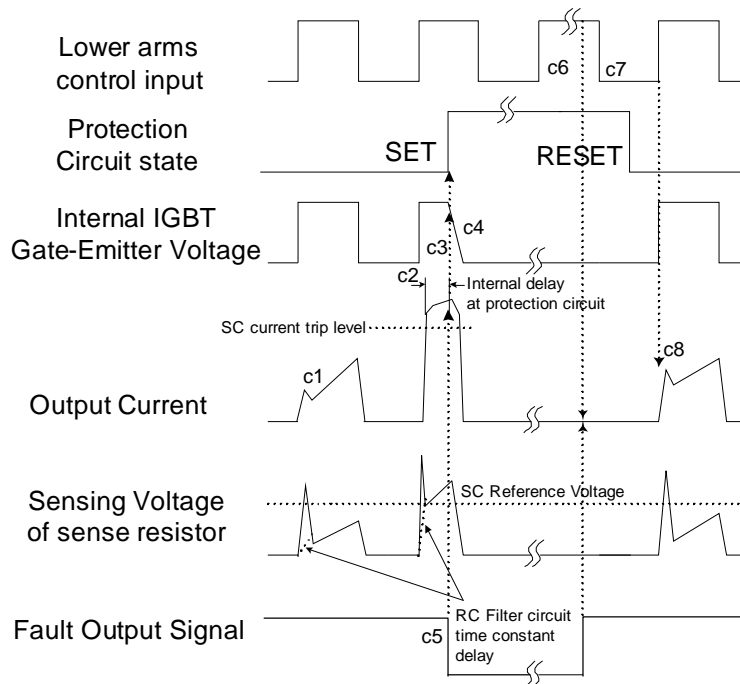 Lower arms
control input
c6
c7
Protection
Circuit state
SET
RESET
Internal IGBT
Gate-Emitter Voltage
c4
c3
c2
Internal delay
at protection circuit
SC current trip level
c1
c8
Output Current
SC Reference Voltage
Sensing Voltage
of sense resistor
RC Filter circuit
time constant
delay
Fault Output Signal
c5